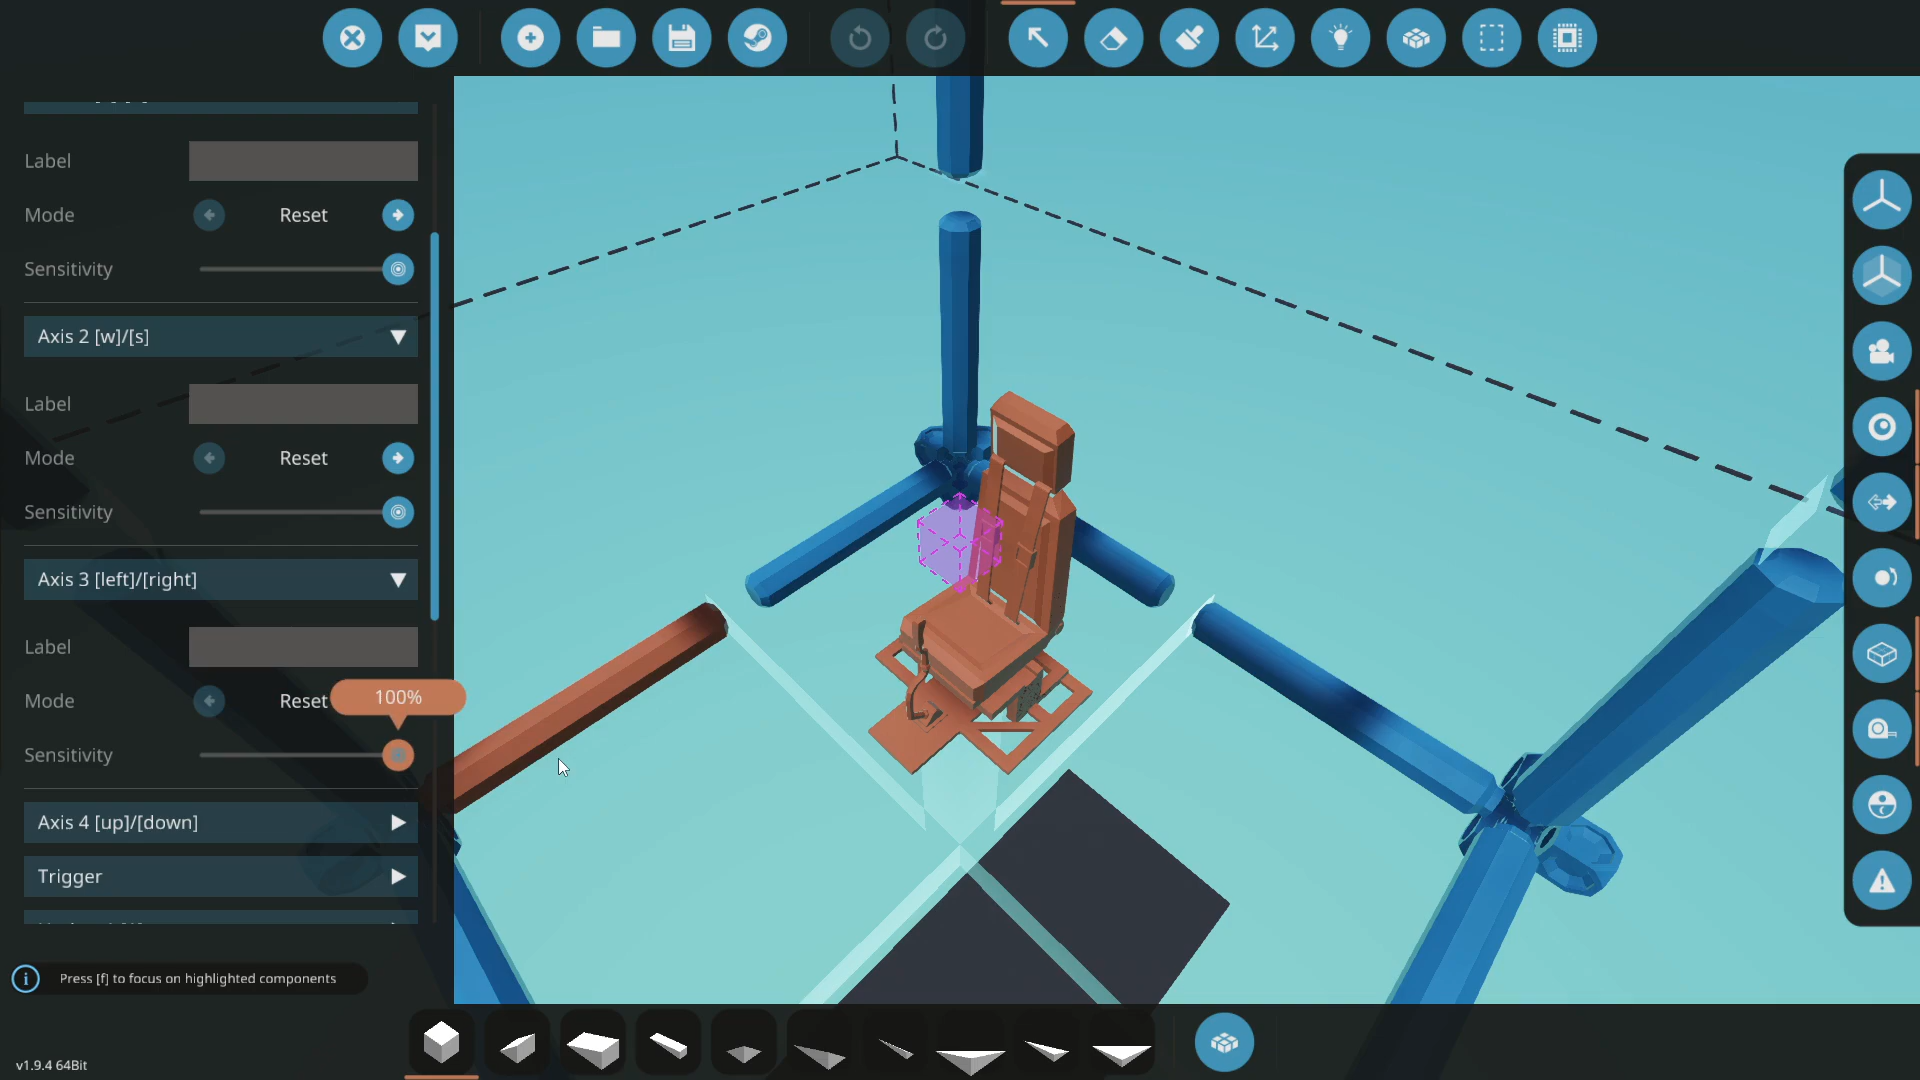 Label
Mode Reset
Sensitivity
Axis 2 [w]/[s]
Label
Mode Reset
Sensitivity
Axis 3 [left]/[right]
Label
Mode Reset
100%
Sensitivity
Axis 4 [up]/[down]
Trigger
Press [f] to focus on highlighted components
v1.9.4 64Bit